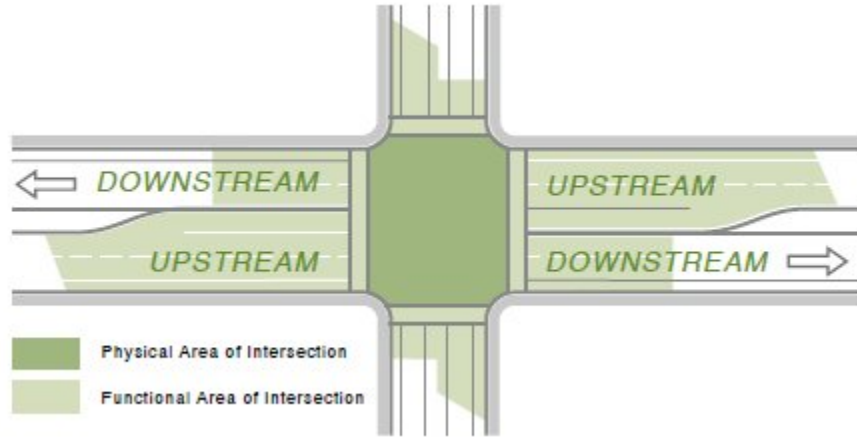 DOWNSTREAM
UPSTREAM
UPSTREAM
DOWNSTREAM
Physical Area of Intersection
Functional Area of Intersection